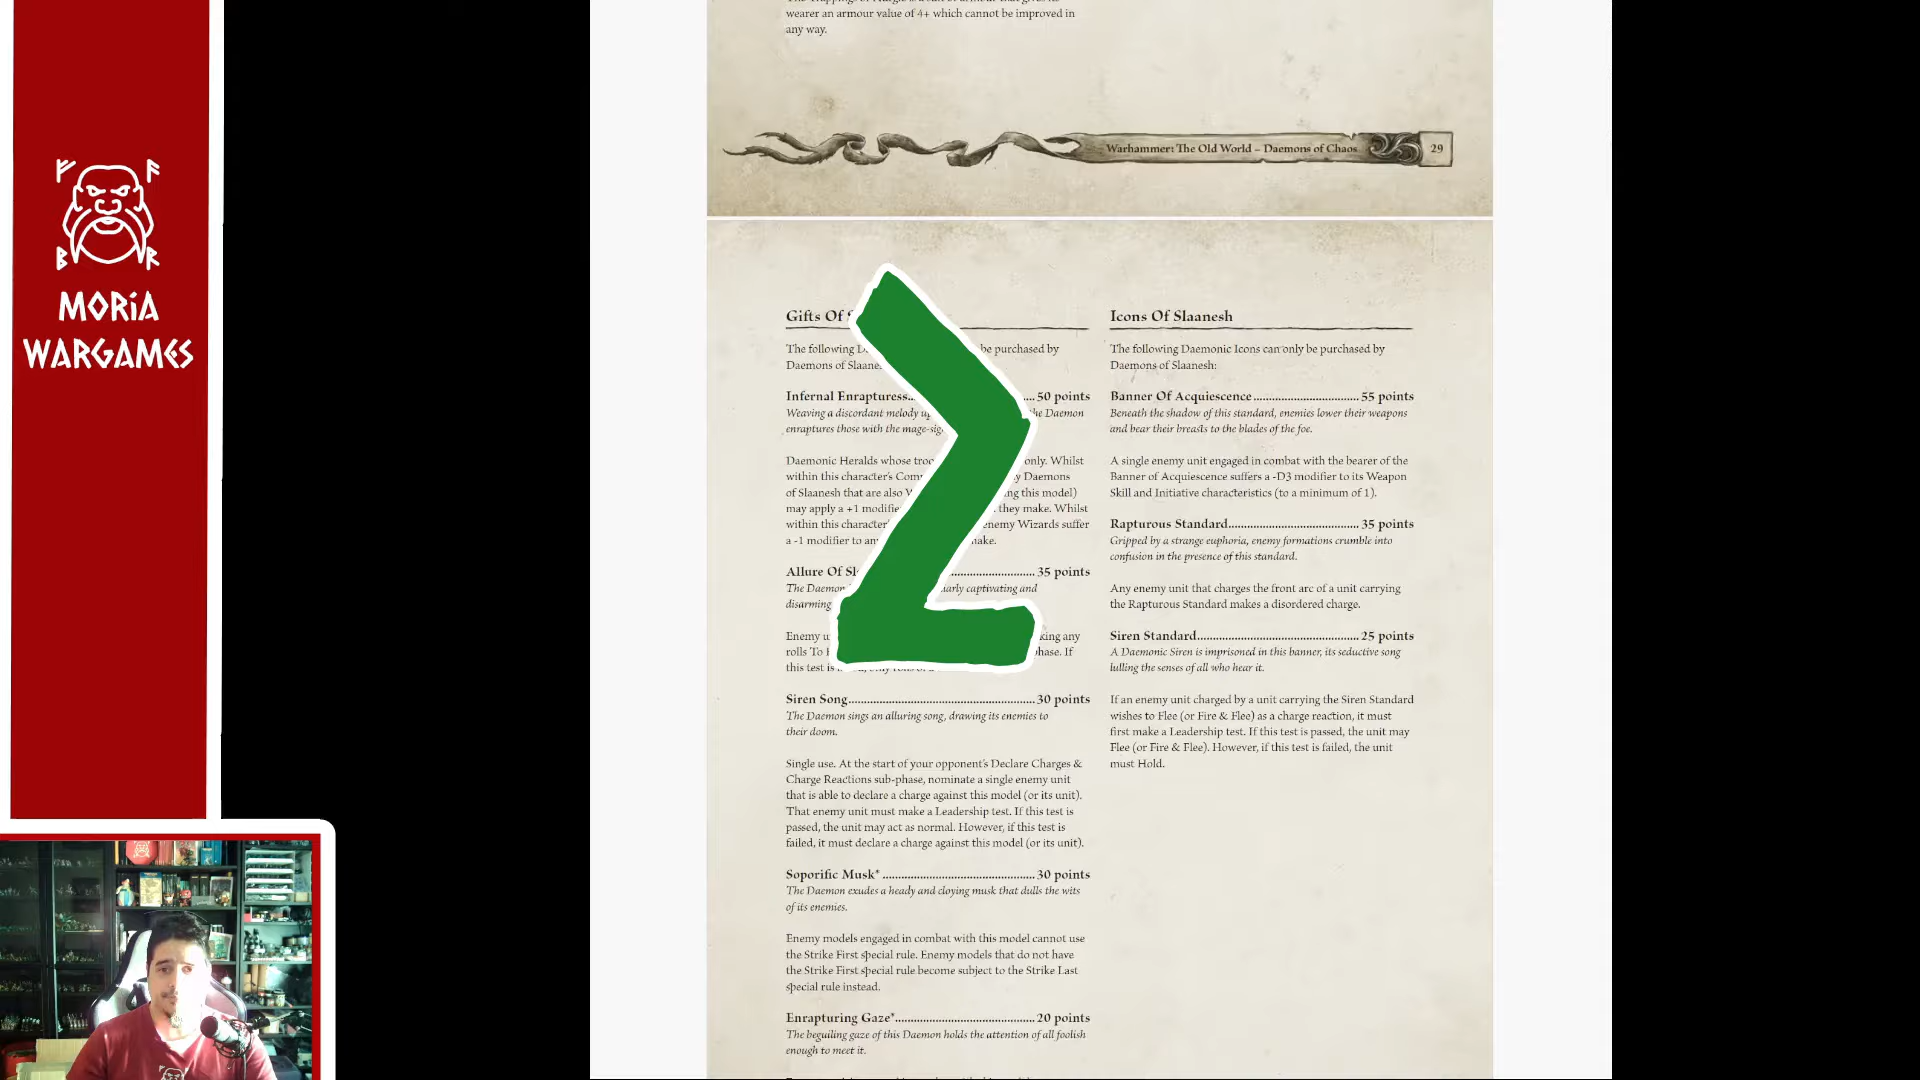 wearer an armour value of 4+ which cannot be improved in
any way.
Warhammer: The Old World – Daemons of Chaos
29
MORiA
WARGAMES
Gifts Of
The following be purchased by
Daemons of
Infernal Enrapturess.. .... 50 points
Weaving a discordant melody the Daemon
enraptures those with the
Daemonic Heralds whose only. Whilst
within this character's Daemons
of Slaanesh that are also this model)
may apply a +1 they make. Whilst
within this enemy Wizards suffer
a -1 modifier to
Allure Of ............................ 35 points
The Daemon captivating and
disarming
Enemy any
rolls To If
this test is
Siren Song............................................................. 30 points
The Daemon sings an alluring song, drawing its enemies to
their doom.
Single use. At the start of your opponent's Declare Charges &
Charge Reactions sub-phase, nominate a single enemy unit
that is able to declare a charge against this model (or its unit).
That enemy unit must make a Leadership test. If this test is
passed, the unit may act as normal. However, if this test is
failed, it must declare a charge against this model (or its unit).
Soporific Musk* .................................................. 30 points
The Daemon exudes a heady and cloying musk that dulls the wits
of its enemies.
Enemy models engaged in combat with this model cannot use
the Strike First special rule. Enemy models that do not have
the Strike First special rule become subject to the Strike Last
special rule instead.
Enrapturing Gaze*.............................................. 20 points
The beguiling gaze of this Daemon holds the attention of all foolish
enough to meet it.
Icons Of Slaanesh
The following Daemonic Icons can only be purchased by
Daemons of Slaanesh:
Banner Of Acquiescence ................................... 55 points
Beneath the shadow of this standard, enemies lower their weapons
and bear their breasts to the blades of the foe.
A single enemy unit engaged in combat with the bearer of the
Banner of Acquiescence suffers a -D3 modifier to its Weapon
Skill and Initiative characteristics (to a minimum of 1).
Rapturous Standard........................................... 35 points
Gripped by a strange euphoria, enemy formations crumble into
confusion in the presence of this standard.
Any enemy unit that charges the front arc of a unit carrying
the Rapturous Standard makes a disordered charge.
Siren Standard..................................................... 25 points
A Daemonic Siren is imprisoned in this banner, its seductive song
lulling the senses of all who hear it.
If an enemy unit charged by a unit carrying the Siren Standard
wishes to Flee (or Fire & Flee) as a charge reaction, it must
first make a Leadership test. If this test is passed, the unit may
Flee (or Fire & Flee). However, if this test is failed, the unit
must Hold.